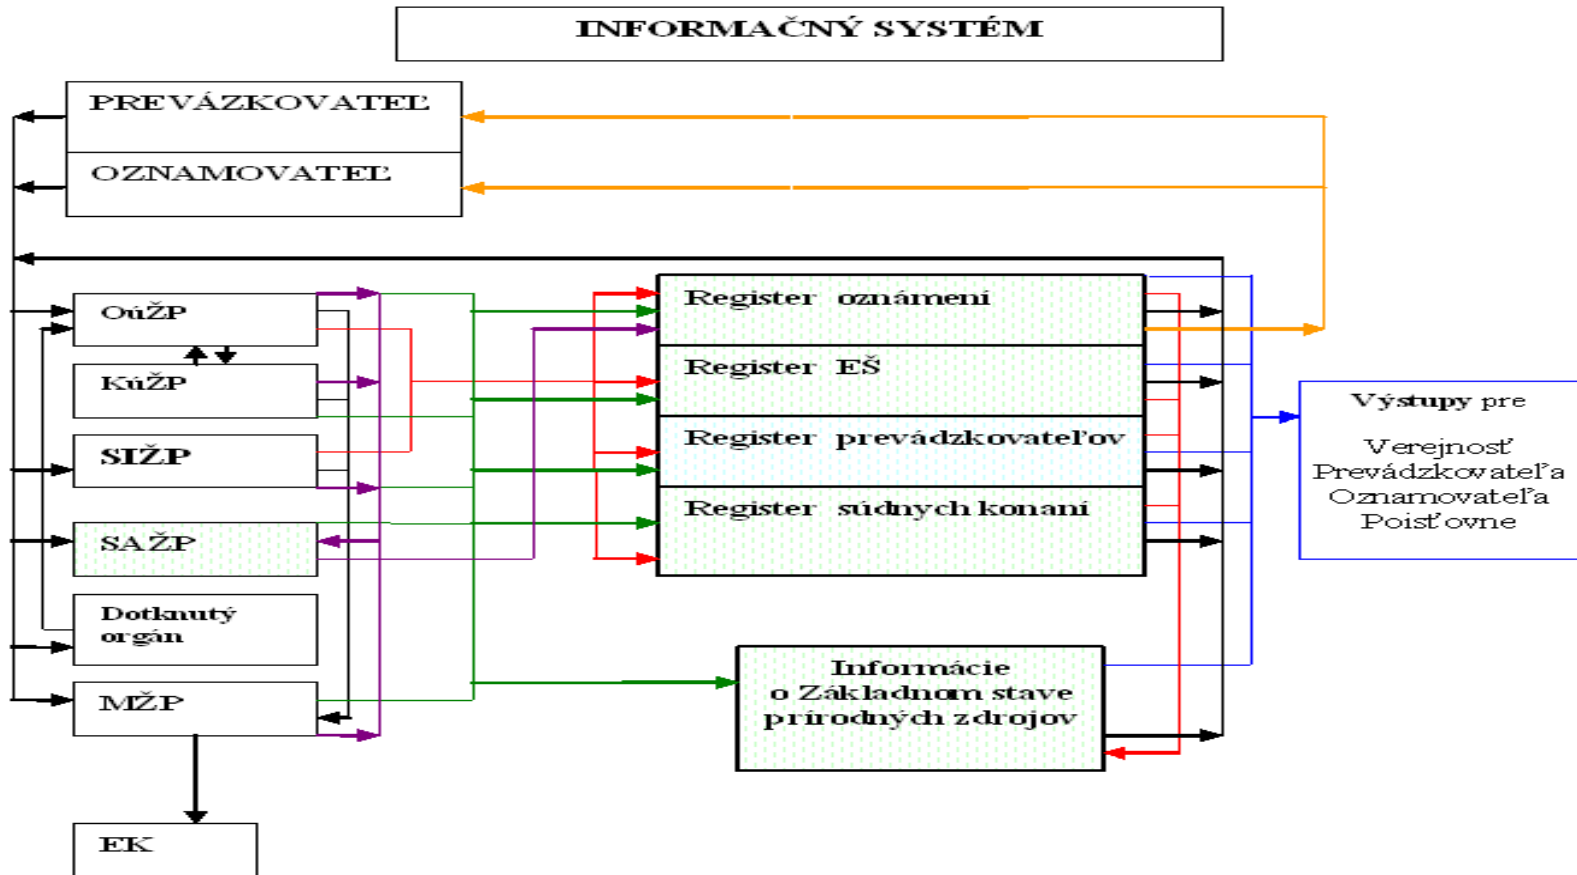 INFORMAČNÝ SYSTÉM
PREVÁZKOVATEĽ
OZNAMOVATEĽ
OúŽP
KúŽP
SIŽP
SAŽP
Dotknutý
orgán
MŽP
EK
Register oznámení
Register EŠ
Register prevádzkovateľov
Register súdnych konaní
Informácie
o Základnom stave
prírodných zdrojov
Výstupy pre
Verejnosť
Prevádzkovateľa
Oznamovateľa
Poisťovne